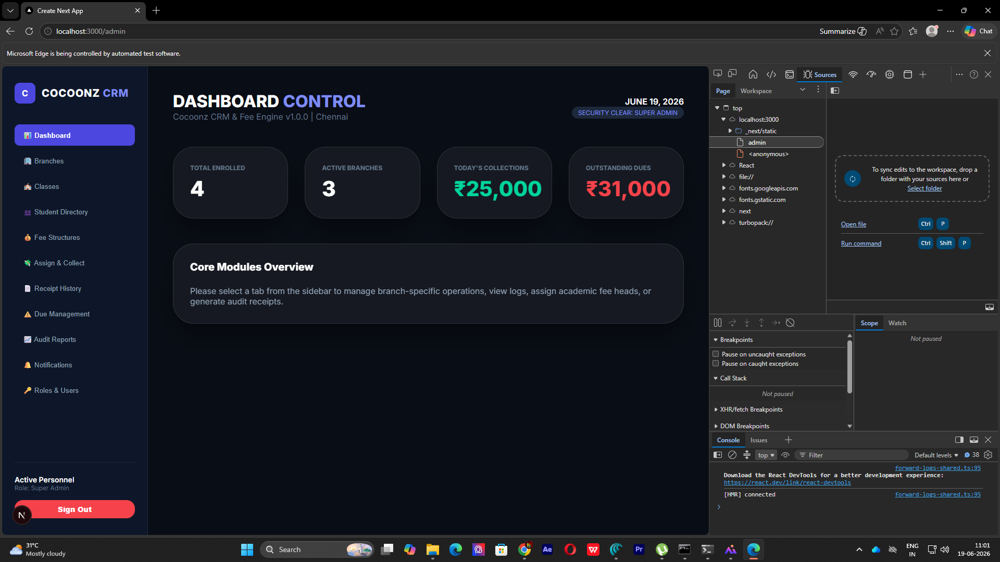 Create Next App
localhost:3000/admin
Summarize
Chat
Microsoft Edge is being controlled by automated test software.
C
COCOONZ CRM
Dashboard
Branches
Classes
Student Directory
Fee Structures
Assign & Collect
Receipt History
Due Management
Audit Reports
Notifications
Roles & Users
Active Personnel
Role: Super Admin
Sign Out
N
DASHBOARD CONTROL
Cocoonz CRM & Fee Engine v1.0.0 | Chennai
JUNE 19, 2026
SECURITY CLEAR: SUPER ADMIN
TOTAL ENROLLED
4
ACTIVE BRANCHES
3
TODAY'S COLLECTIONS
₹25,000
OUTSTANDING DUES
₹31,000
Core Modules Overview
Please select a tab from the sidebar to manage branch-specific operations, view logs, assign academic fee heads, or
generate audit receipts.
Sources
Page
Workspace
top
localhost:3000
_next/static
admin
<anonymous>
React
file://
fonts.googleapis.com
fonts.gstatic.com
next
turbopack://
To sync edits to the workspace, drop a
folder with your sources here or
Select folder
Open file
Ctrl
P
Run command
Ctrl
Shift
P
Breakpoints
Pause on uncaught exceptions
Pause on caught exceptions
Call Stack
Not paused
XHR/fetch Breakpoints
DOM Breakpoints
Scope
Watch
Not paused
Console
Issues
top
Filter
Default levels
38
forward-logs-shared.ts:95
Download the React DevTools for a better development experience:
https://react.dev/link/react-devtools
[HMR] connected
forward-logs-shared.ts:95
31°C
Mostly cloudy
Search
Ae
Pr
ENG
IN
11:01
19-06-2026